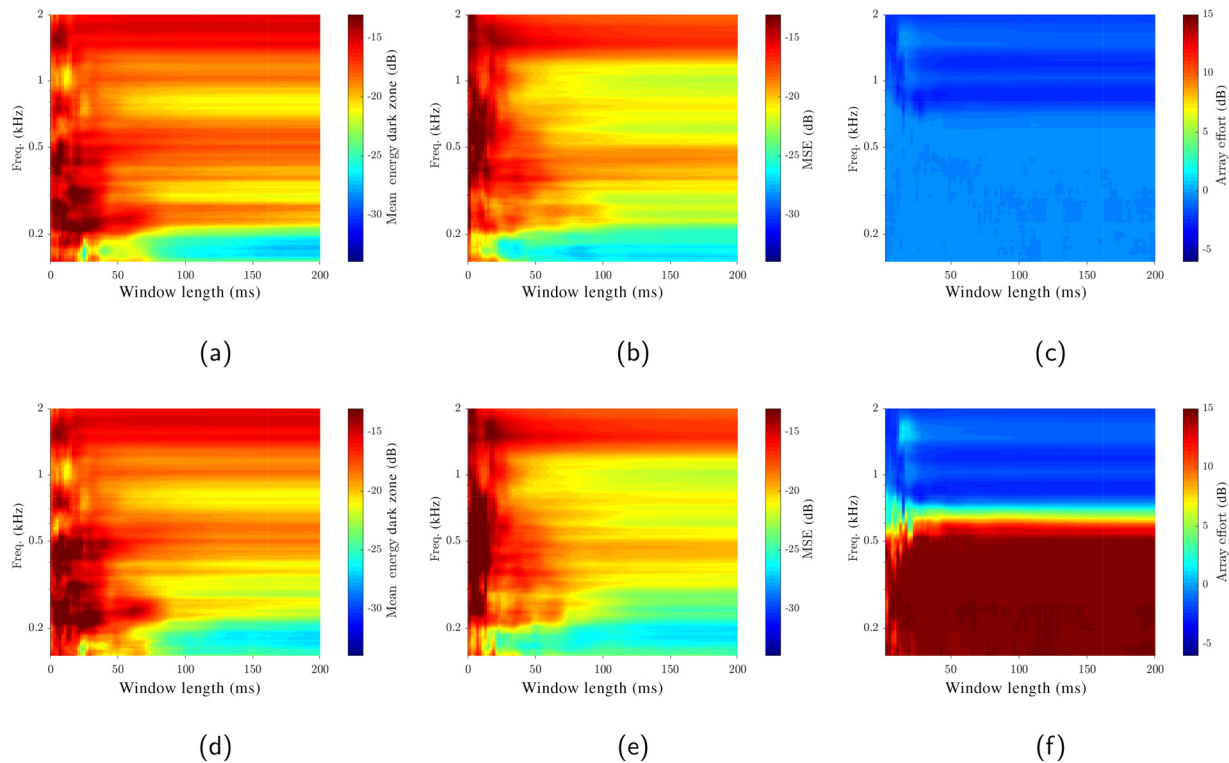 2
1
0.5
0.2
Freq. (kHz)
0 50 100 150 200
Window length (ms)
-15
-20
-25
-30
Mean energy dark zone (dB)
(a)
2
1
0.5
0.2
Freq. (kHz)
0 50 100 150 200
Window length (ms)
-15
-20
-25
-30
MSE (dB)
(b)
2
1
0.5
0.2
Freq. (kHz)
50 100 150 200
Window length (ms)
15
10
5
0
-5
Array effort (dB)
(c)
2
1
0.5
0.2
Freq. (kHz)
0 50 100 150 200
Window length (ms)
-15
-20
-25
-30
Mean energy dark zone (dB)
(d)
2
1
0.5
0.2
Freq. (kHz)
0 50 100 150 200
Window length (ms)
-15
-20
-25
-30
MSE (dB)
(e)
2
1
0.5
0.2
Freq. (kHz)
50 100 150 200
Window length (ms)
15
10
5
0
-5
Array effort (dB)
(f)